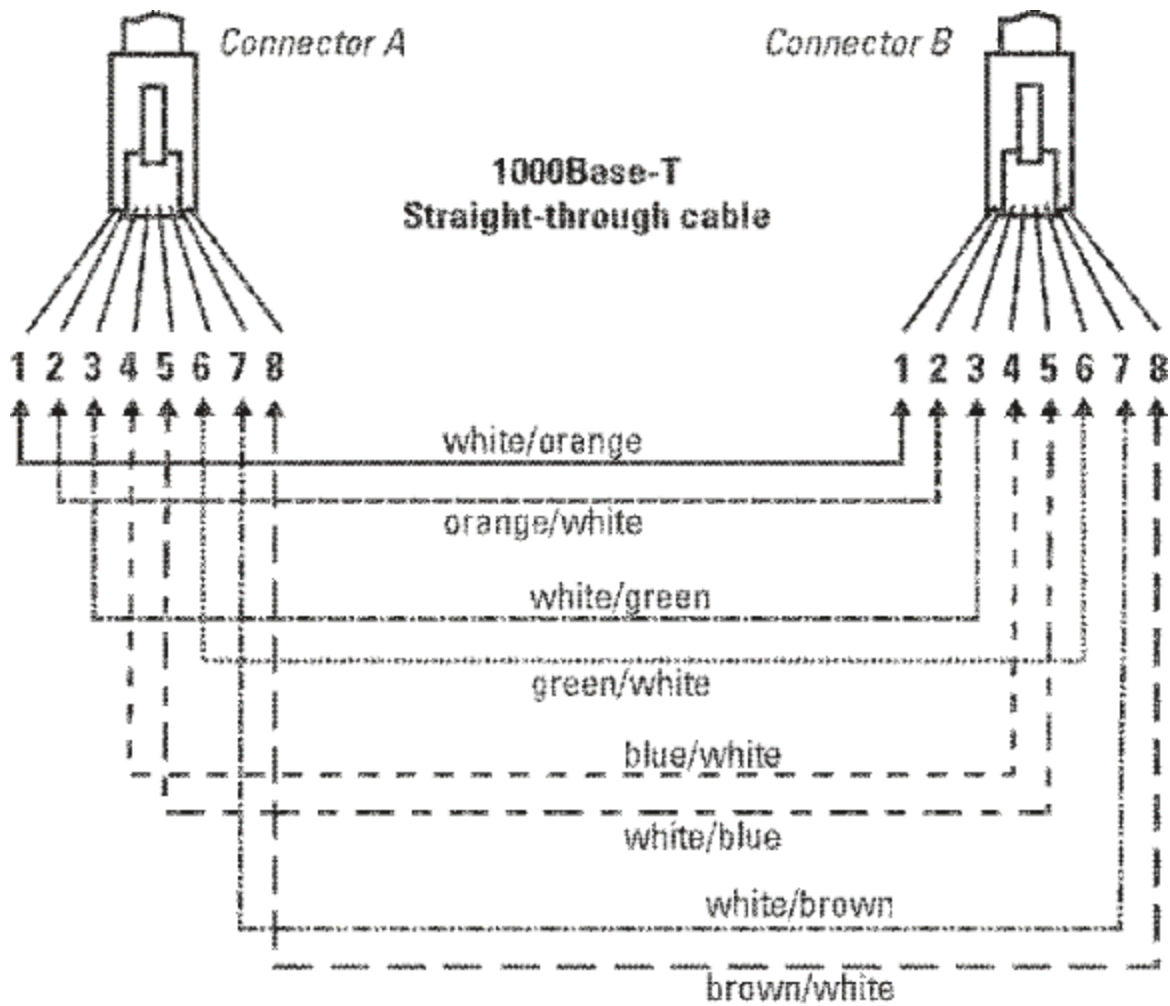 Connector A
Connector B
1000Base-T
Straight-through cable
1 2 3 4 5 6 7 8
1 2 3 4 5 6 7 8
white/orange
orange/white
white/green
green/white
blue/white
white/blue
white/brown
brown/white